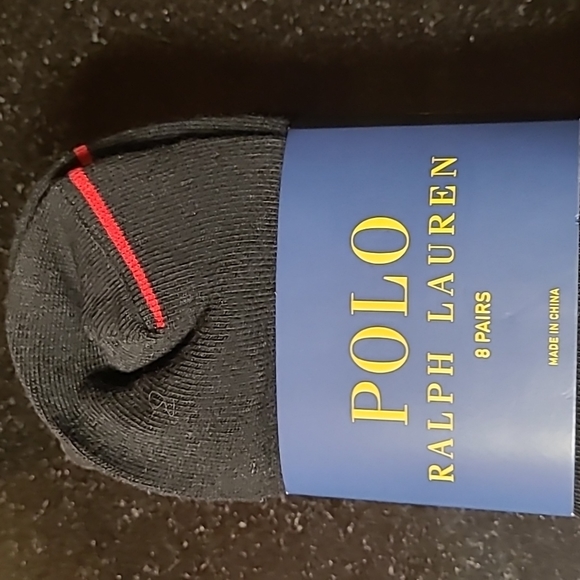 POLO
RALPH LAUREN
8 PAIRS
MADE IN CHINA